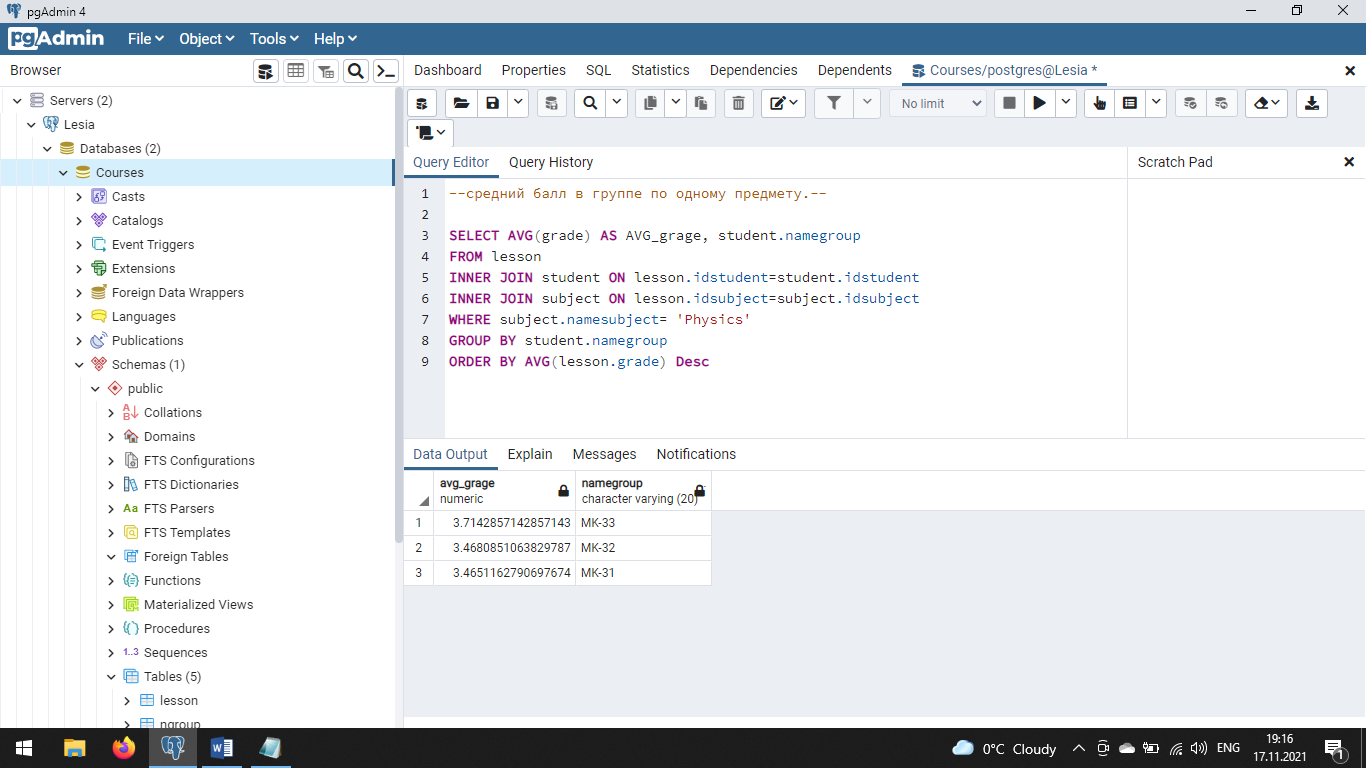 pgAdmin 4
pgAdmin File Object Tools Help
Browser
Dashboard Properties SQL Statistics Dependencies Dependents Courses/postgres@Lesia *
Servers (2)
Lesia
Databases (2)
Courses
Casts
Catalogs
Event Triggers
Extensions
Foreign Data Wrappers
Languages
Publications
Schemas (1)
public
Collations
Domains
FTS Configurations
FTS Dictionaries
Aa FTS Parsers
FTS Templates
Foreign Tables
Functions
Materialized Views
Procedures
1..3 Sequences
Tables (5)
lesson
ngroup
No limit
Query Editor Query History
Scratch Pad
1 --средний балл в группе по одному предмету.--
2
3 SELECT AVG(grade) AS AVG_grage, student.namegroup
4 FROM lesson
5 INNER JOIN student ON lesson.idstudent=student.idstudent
6 INNER JOIN subject ON lesson.idsubject=subject.idsubject
7 WHERE subject.namesubject= 'Physics'
8 GROUP BY student.namegroup
9 ORDER BY AVG(lesson.grade) Desc
Data Output Explain Messages Notifications
avg_grage namegroup
numeric character varying (20)
1 3.7142857142857143 MK-33
2 3.4680851063829787 MK-32
3 3.4651162790697674 MK-31
0°C Cloudy ENG 19:16
17.11.2021
1